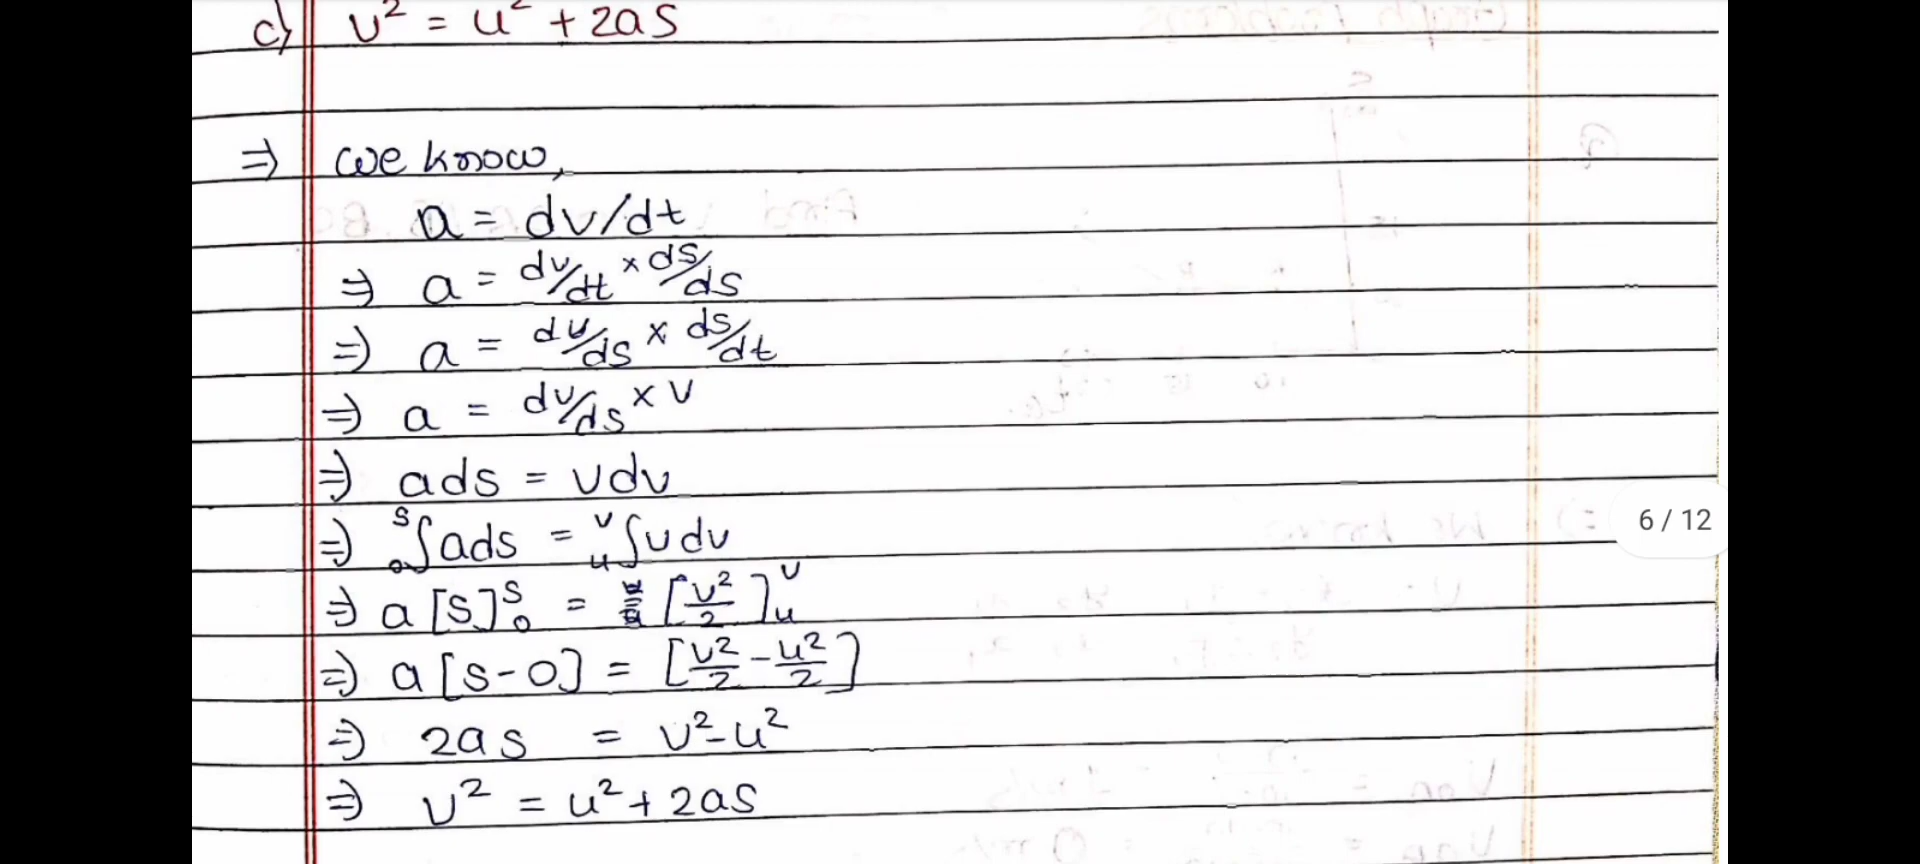 c) v² = u² + 2as
⇒ we know,
a = dv/dt
⇒ a = dv/dt × ds/ds
⇒ a = dv/ds × ds/dt
⇒ a = dv/ds × v
⇒ ads = vdv
⇒ ₀ˢ∫ads = ᵤᵛ∫vdv
⇒ a[s]ˢ₀ = [v²/2]ᵛᵤ
⇒ a[s-0] = [v²/2 - u²/2]
⇒ 2as = v²-u²
⇒ v² = u²+2as
6/12